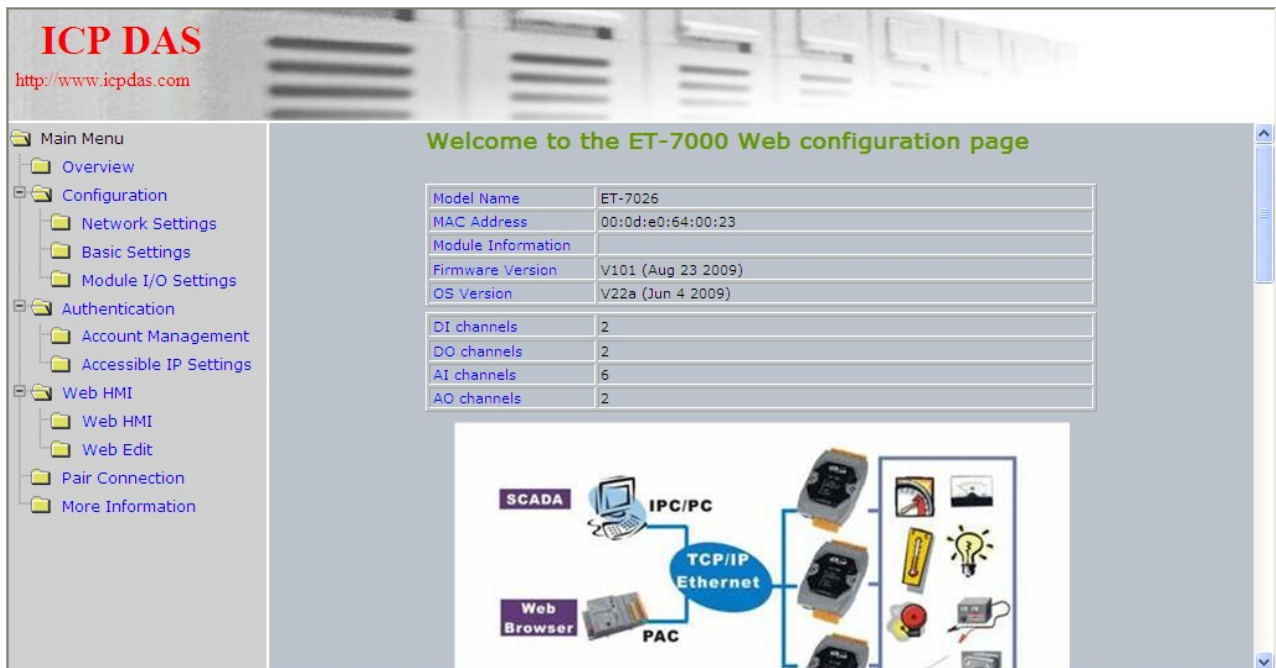 ICP DAS
http://www.icpdas.com
Main Menu
Overview
Configuration
Network Settings
Basic Settings
Module I/O Settings
Authentication
Account Management
Accessible IP Settings
Web HMI
Web HMI
Web Edit
Pair Connection
More Information
Welcome to the ET-7000 Web configuration page
Model Name ET-7026
MAC Address 00:0d:e0:64:00:23
Module Information
Firmware Version V101 (Aug 23 2009)
OS Version V22a (Jun 4 2009)
DI channels 2
DO channels 2
AI channels 6
AO channels 2
SCADA
IPC/PC
TCP/IP
Ethernet
Web
Browser
PAC